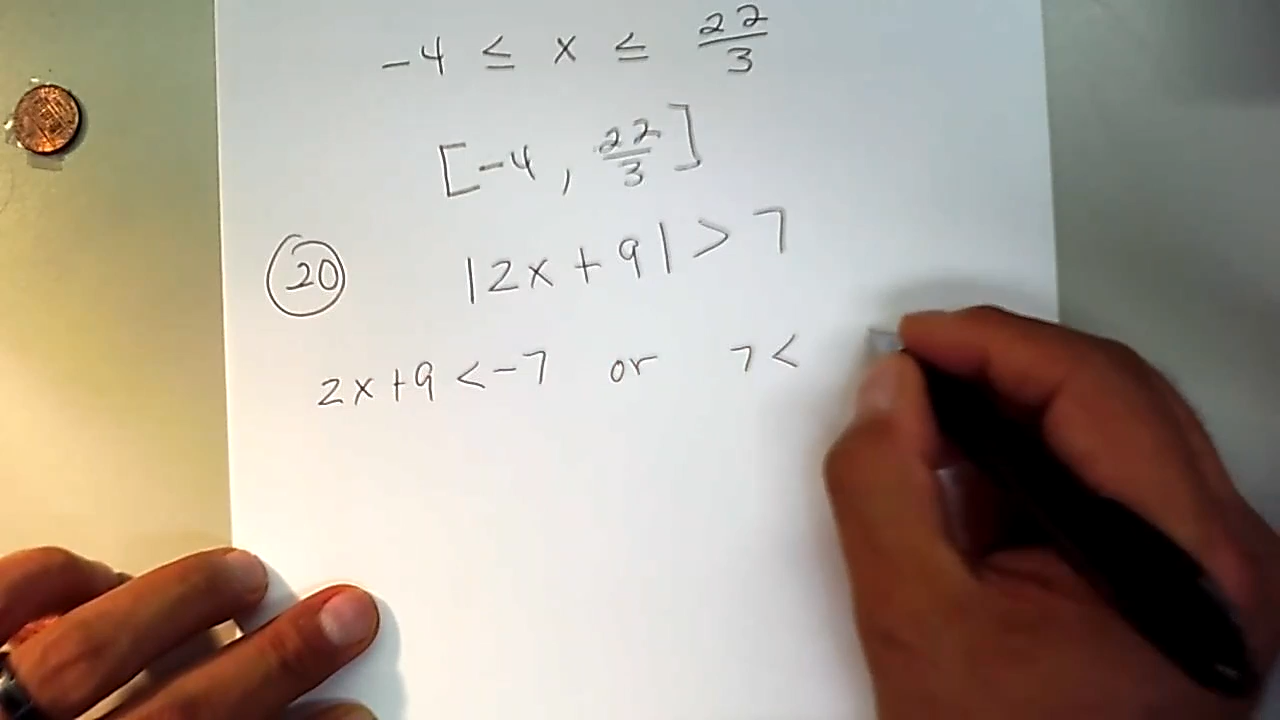 -4 ≤ x ≤ 22/3
[-4, 22/3]
20 |2x+9| > 7
2x+9 < -7 or 7 <